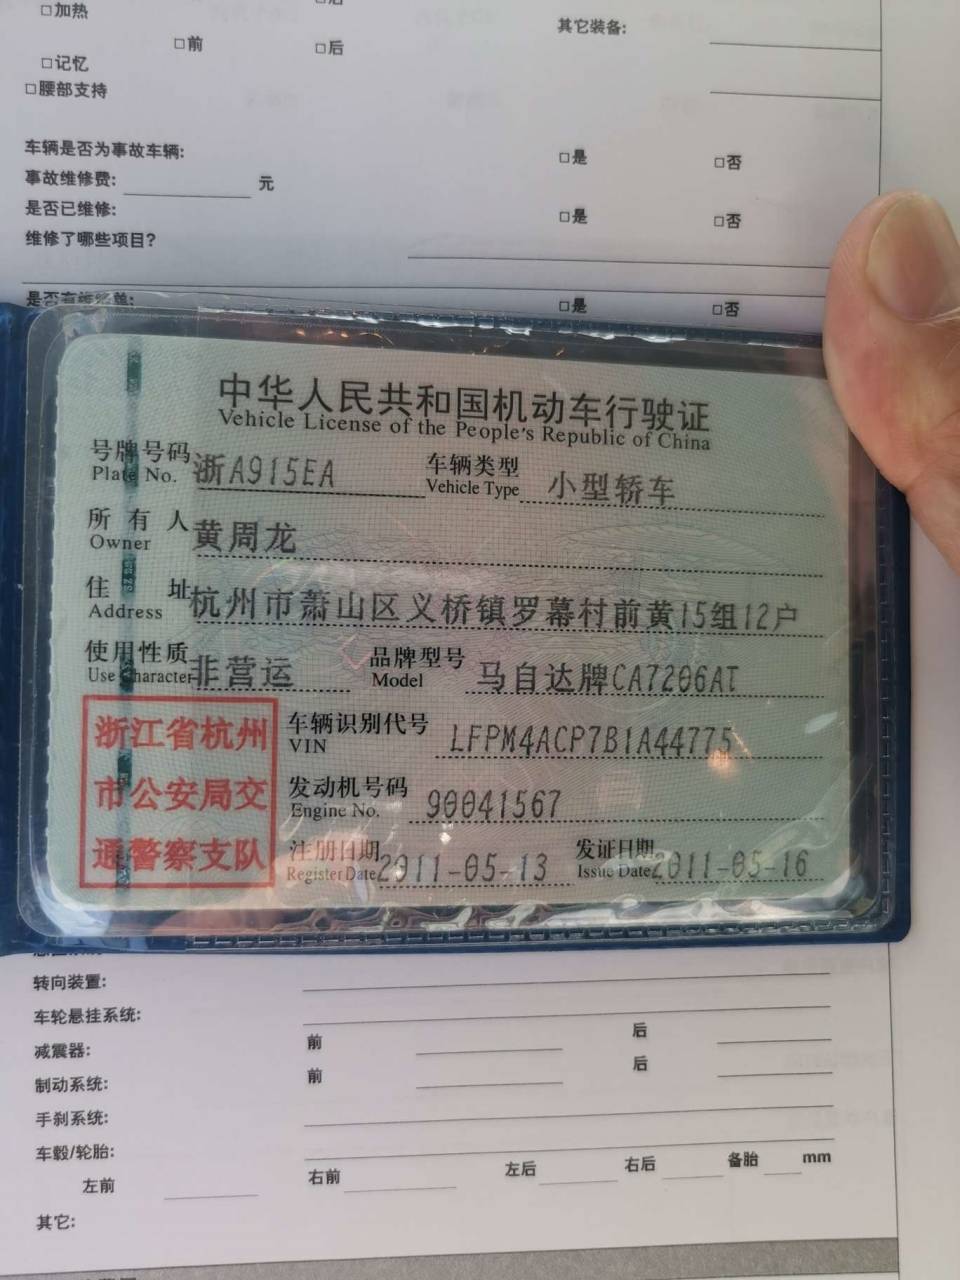 □加热
□前 □后
□记忆
□腰部支持
其它装备:
车辆是否为事故车辆: □是 □否
事故维修费: 元
是否已维修: □是 □否
维修了哪些项目?
□是 □否
中华人民共和国机动车行驶证
Vehicle License of the People's Republic of China
号牌号码 浙A915EA 车辆类型 小型轿车
Plate No. Vehicle Type
所有人 黄周龙
Owner
住址 杭州市萧山区义桥镇罗幕村前黄15组12户
Address
使用性质 非营运 品牌型号 马自达牌CA7206AT
Use Character Model
车辆识别代号 LFPM4ACP7B1A44775
VIN
发动机号码 90041567
Engine No.
注册日期 2011-05-13 发证日期 2011-05-16
Register Date Issue Date
浙江省杭州
市公安局交
通警察支队
转向装置:
车轮悬挂系统:
减震器: 前 后
制动系统: 前 后
手刹系统:
车毂/轮胎:
左前 右前 左后 右后 备胎 mm
其它: